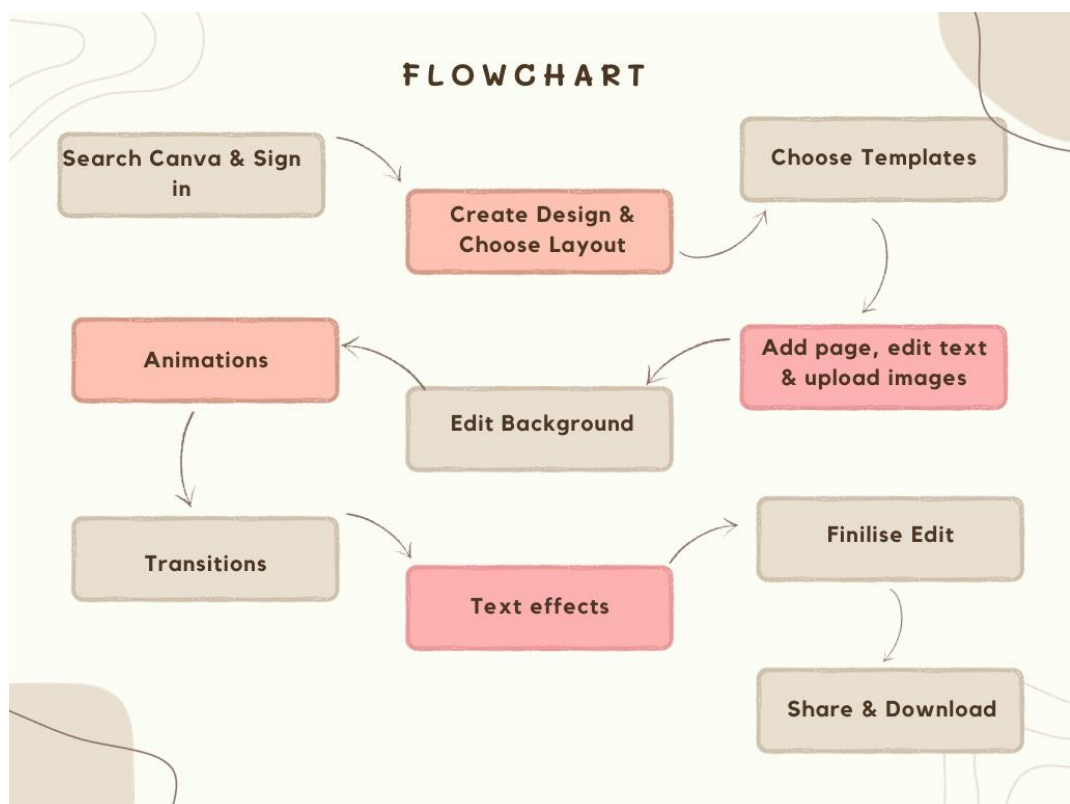 FLOWCHART
Search Canva & Sign
in
Create Design &
Choose Layout
Choose Templates
Add page, edit text
& upload images
Edit Background
Animations
Transitions
Text effects
Finilise Edit
Share & Download